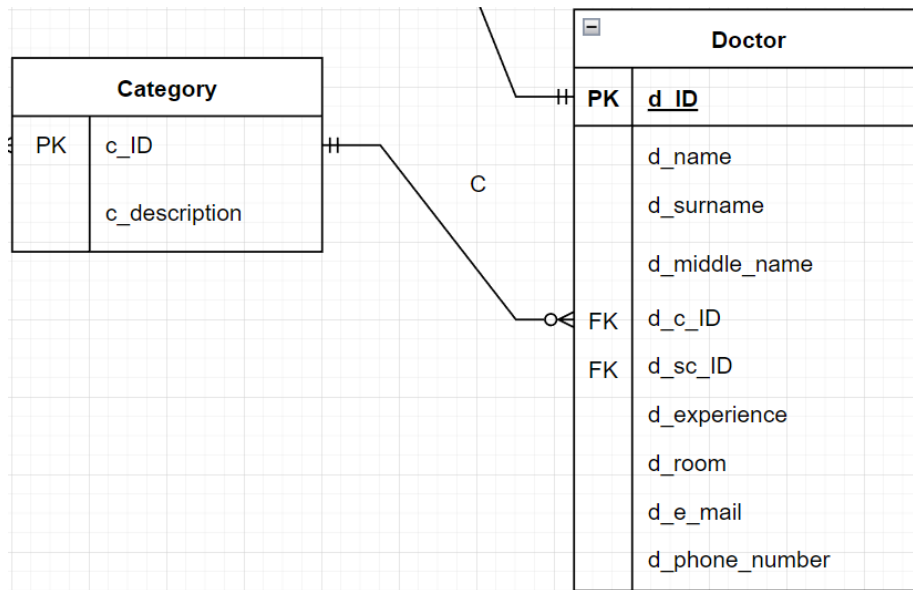 Category
PK c_ID
c_description
C
Doctor
PK d_ID
d_name
d_surname
d_middle_name
FK d_c_ID
FK d_sc_ID
d_experience
d_room
d_e_mail
d_phone_number